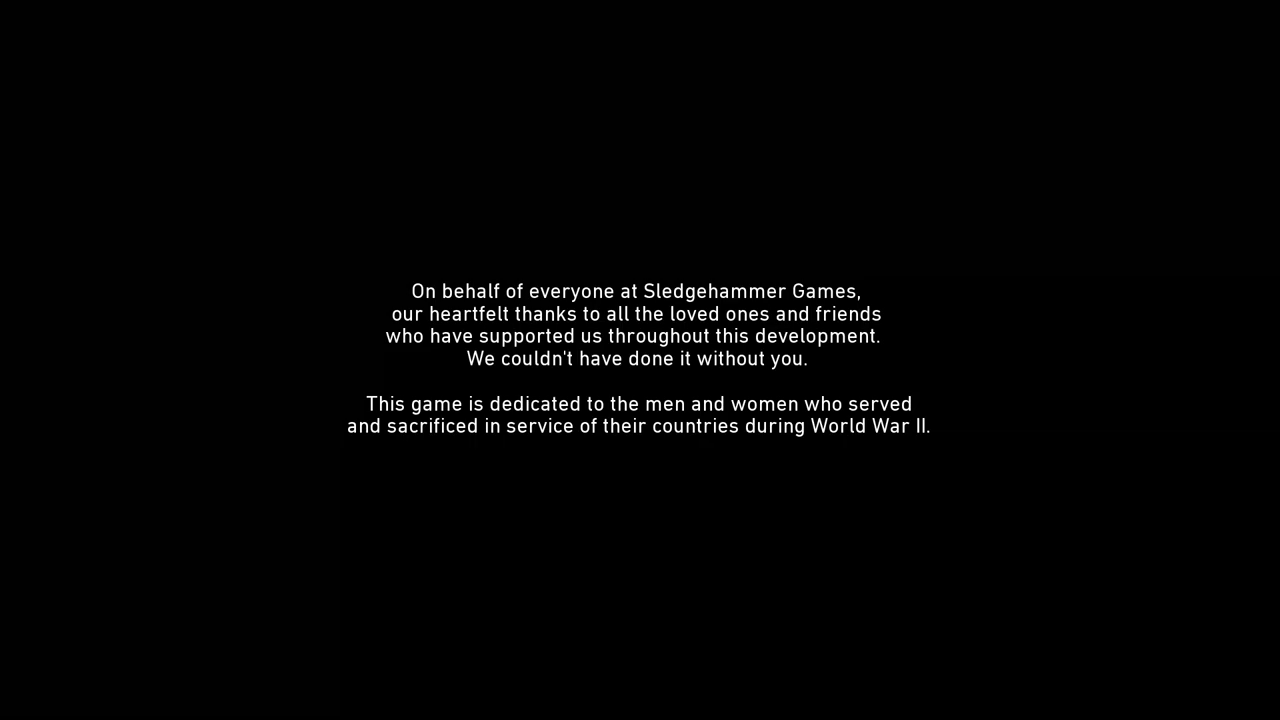 On behalf of everyone at Sledgehammer Games,
our heartfelt thanks to all the loved ones and friends
who have supported us throughout this development.
We couldn't have done it without you.
This game is dedicated to the men and women who served
and sacrificed in service of their countries during World War II.